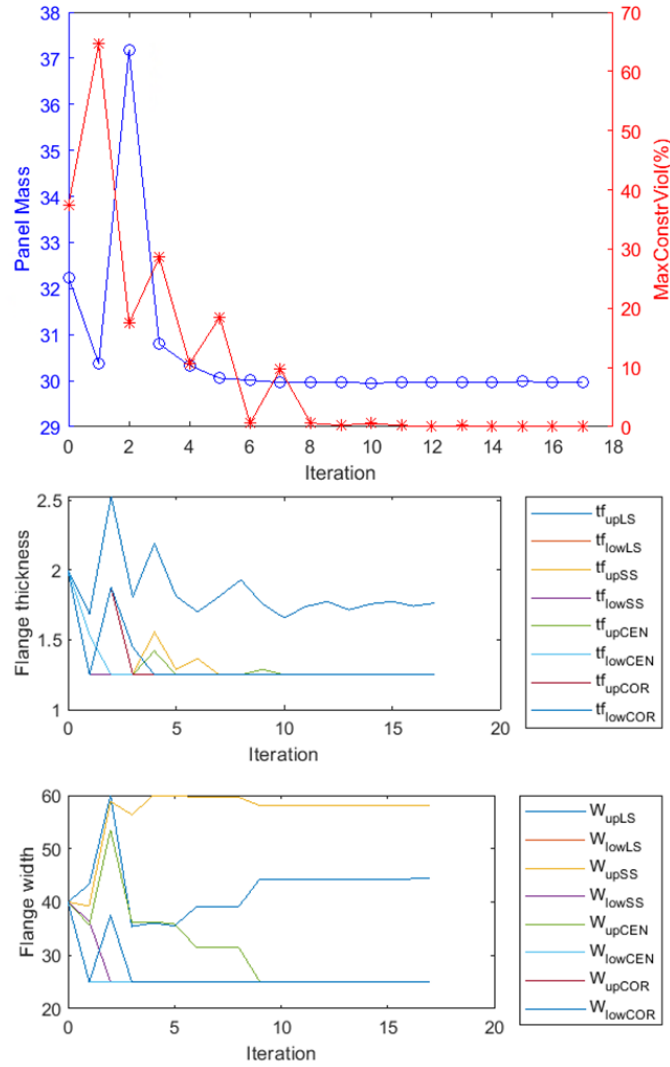 38
37
36
35
34
33
32
31
30
29
Panel Mass
70
60
50
40
30
20
10
0
MaxConstrViol(%)
0 2 4 6 8 10 12 14 16 18
Iteration
2.5
2
1.5
1
Flange thickness
0 5 10 15 20
Iteration
tf_upLS
tf_lowLS
tf_upSS
tf_lowSS
tf_upCEN
tf_lowCEN
tf_upCOR
tf_lowCOR
60
50
40
30
20
Flange width
0 5 10 15 20
Iteration
W_upLS
W_lowLS
W_upSS
W_lowSS
W_upCEN
W_lowCEN
W_upCOR
W_lowCOR